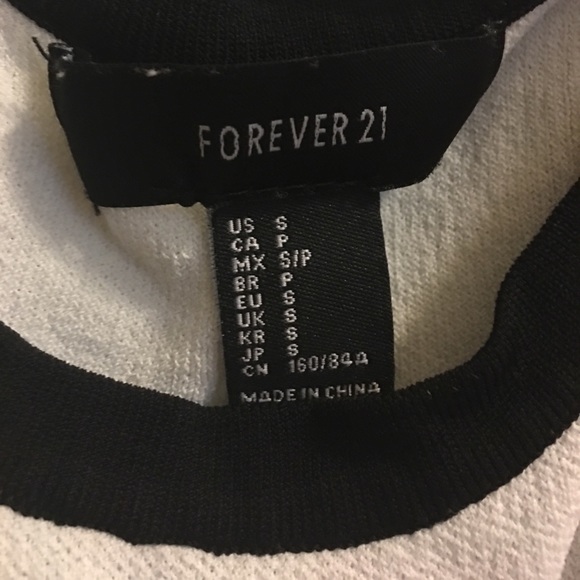 FOREVER 21
US S
CA P
MX S/P
BR P
EU S
UK S
KR S
JP S
CN 160/84A
MADE IN CHINA